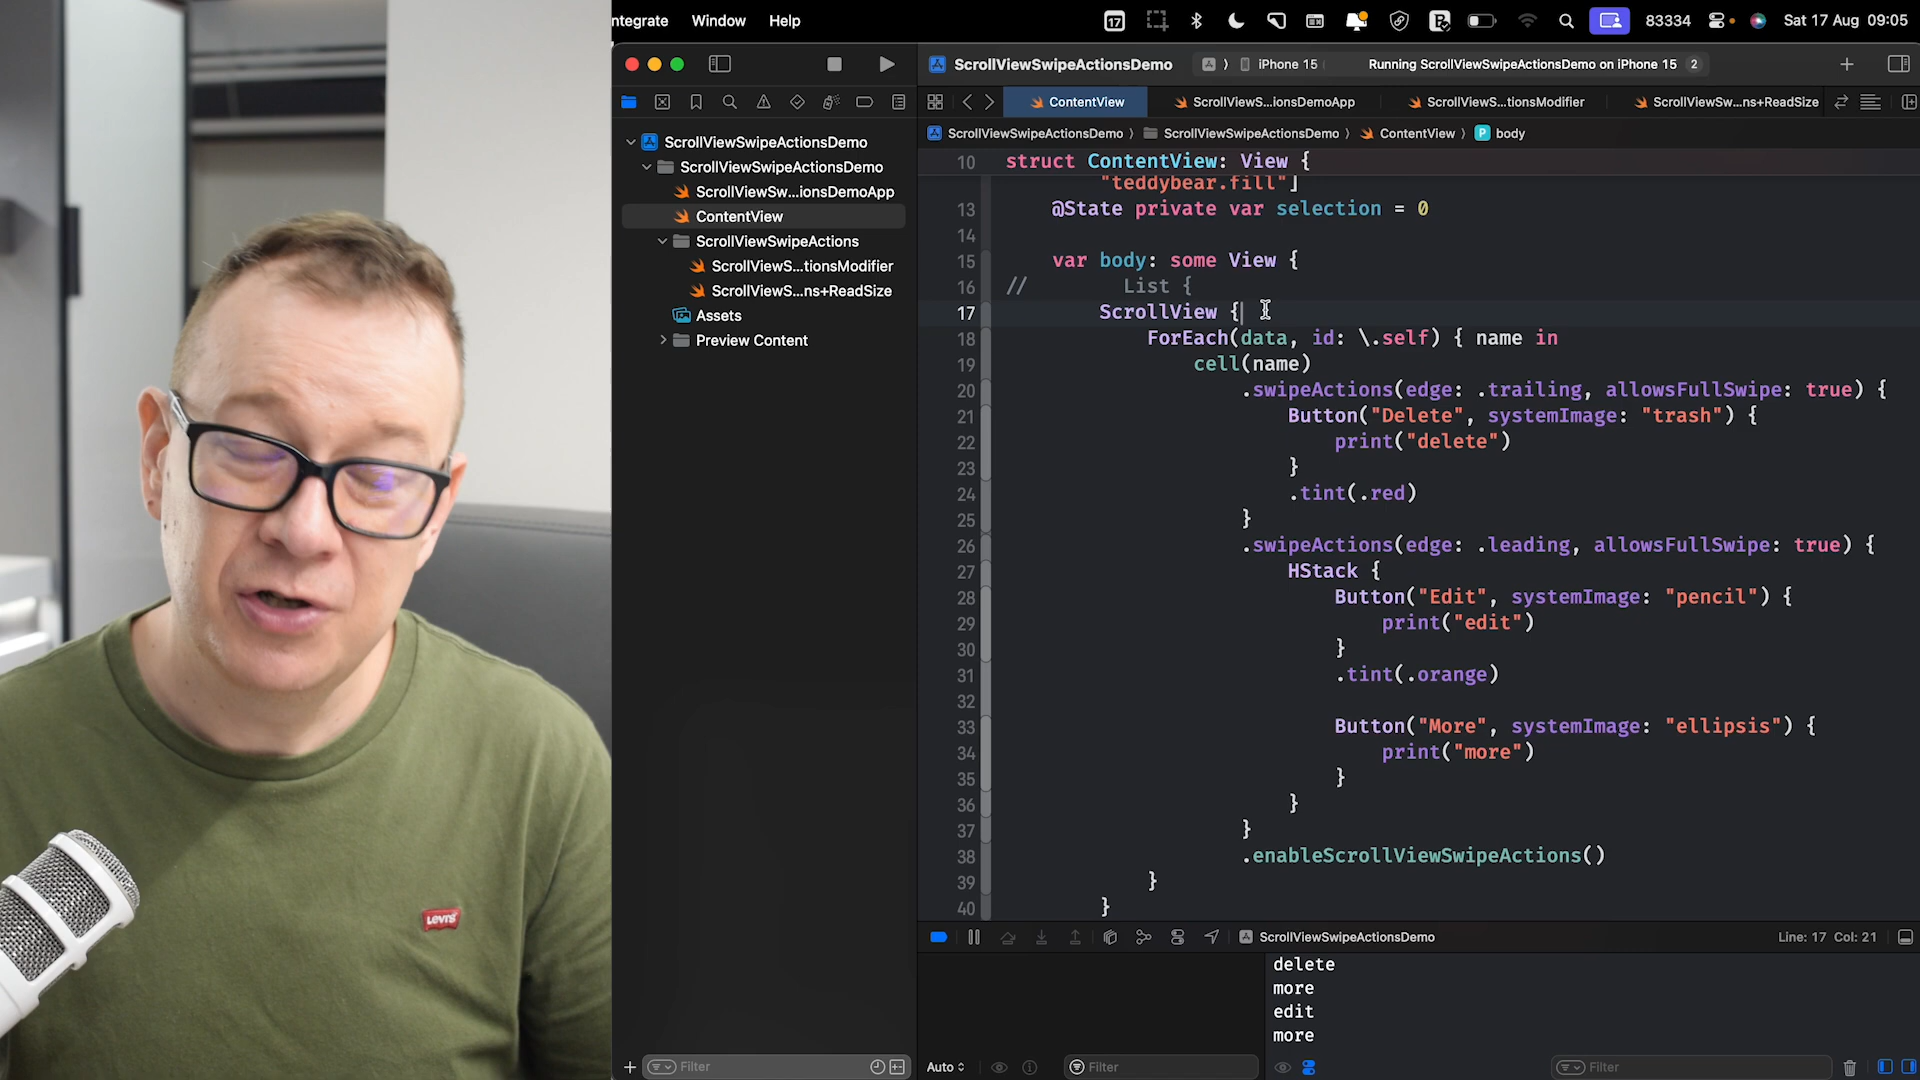 ntegrate Window Help
17
83334
Sat 17 Aug 09:05
ScrollViewSwipeActionsDemo
iPhone 15
Running ScrollViewSwipeActionsDemo on iPhone 15 2
ContentView
ScrollViewS...ionsDemoApp
ScrollViewS...tionsModifier
ScrollViewSw...ns+ReadSize
ScrollViewSwipeActionsDemo
ScrollViewSwipeActionsDemo
ScrollViewSw...ionsDemoApp
ContentView
ScrollViewSwipeActions
ScrollViewS...tionsModifier
ScrollViewS...ns+ReadSize
Assets
Preview Content
ScrollViewSwipeActionsDemo
ScrollViewSwipeActionsDemo
ContentView
P body
10 struct ContentView: View {
"teddybear.fill"]
13 @State private var selection = 0
14
15 var body: some View {
16 // List {
17 ScrollView {
18 ForEach(data, id: \.self) { name in
19 cell(name)
20 .swipeActions(edge: .trailing, allowsFullSwipe: true) {
21 Button("Delete", systemImage: "trash") {
22 print("delete")
23 }
24 .tint(.red)
25 }
26 .swipeActions(edge: .leading, allowsFullSwipe: true) {
27 HStack {
28 Button("Edit", systemImage: "pencil") {
29 print("edit")
30 }
31 .tint(.orange)
32
33 Button("More", systemImage: "ellipsis") {
34 print("more")
35 }
36 }
37 }
38 .enableScrollViewSwipeActions()
39 }
40 }
Levi's
ScrollViewSwipeActionsDemo
Line: 17 Col: 21
delete
more
edit
more
Filter
Auto
Filter
Filter